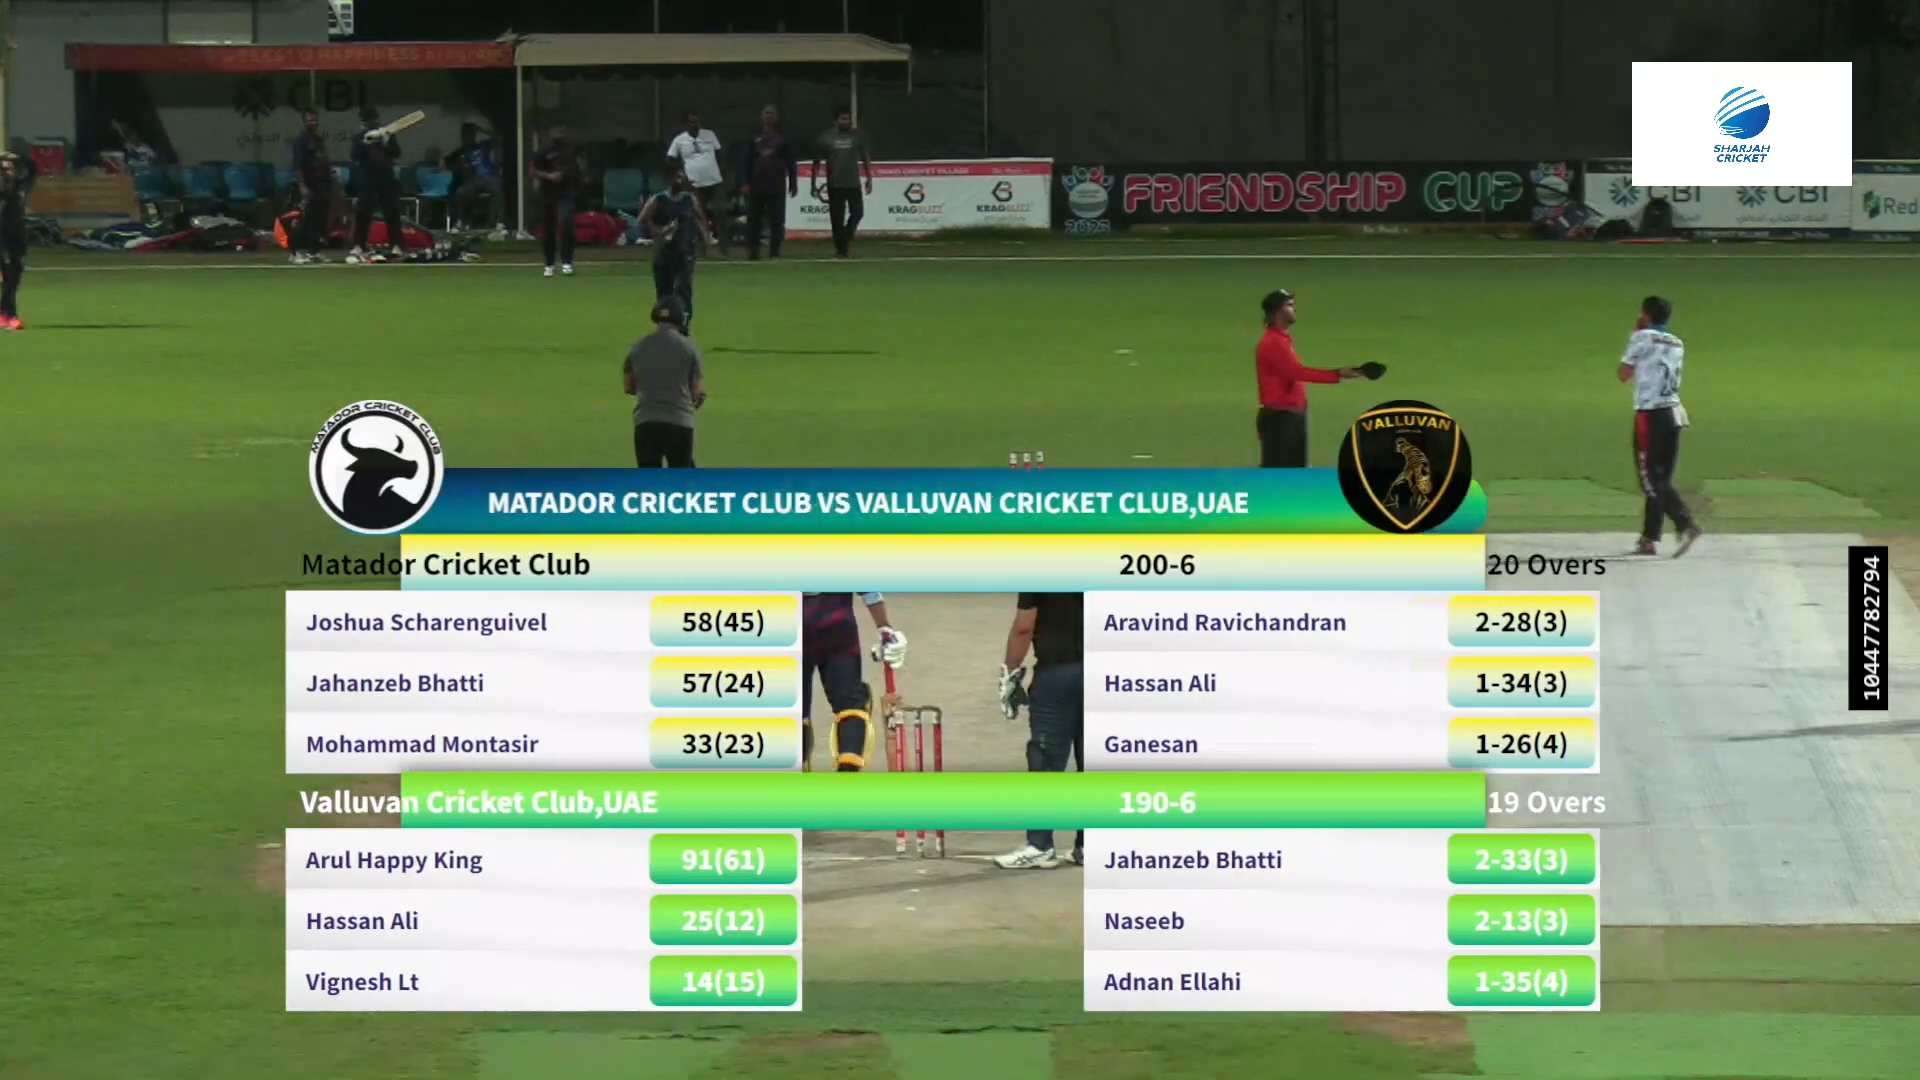 CBI
KRAGBUZZ
KRAGBUZZ
FRIENDSHIP CUP
CBI
CBI
Red
SHARJAH
CRICKET
MATADOR CRICKET CLUB
VALLUVAN
MATADOR CRICKET CLUB VS VALLUVAN CRICKET CLUB,UAE
Matador Cricket Club 200-6 20 Overs
Joshua Scharenguivel 58(45) Aravind Ravichandran 2-28(3)
Jahanzeb Bhatti 57(24) Hassan Ali 1-34(3)
Mohammad Montasir 33(23) Ganesan 1-26(4)
Valluvan Cricket Club,UAE 190-6 19 Overs
Arul Happy King 91(61) Jahanzeb Bhatti 2-33(3)
Hassan Ali 25(12) Naseeb 2-13(3)
Vignesh Lt 14(15) Adnan Ellahi 1-35(4)
10447782794